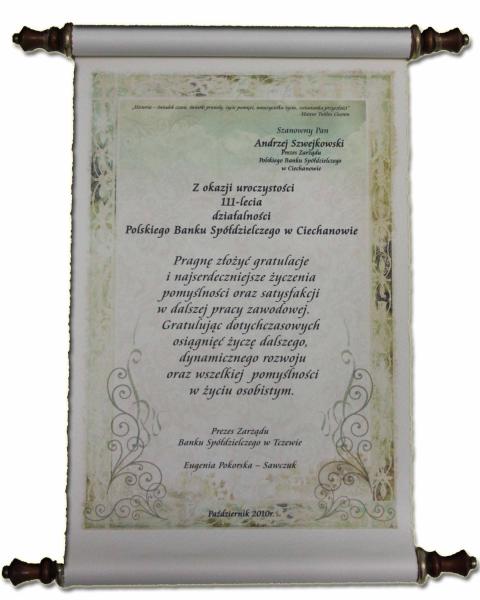 „Historia – świadek czasu, światło prawdy, życie pamięci, nauczycielka życia, zwiastunka przyszłości"
Marcus Tullius Cicero
Szanowny Pan
Andrzej Szwejkowski
Prezes Zarządu
Polskiego Banku Spółdzielczego
w Ciechanowie
Z okazji uroczystości
111-lecia
działalności
Polskiego Banku Spółdzielczego w Ciechanowie
Pragnę złożyć gratulacje
i najserdeczniejsze życzenia
pomyślności oraz satysfakcji
w dalszej pracy zawodowej.
Gratulując dotychczasowych
osiągnięć życzę dalszego,
dynamicznego rozwoju
oraz wszelkiej pomyślności
w życiu osobistym.
Prezes Zarządu
Banku Spółdzielczego w Tczewie
Eugenia Pokorska – Sawczuk
Październik 2010r.